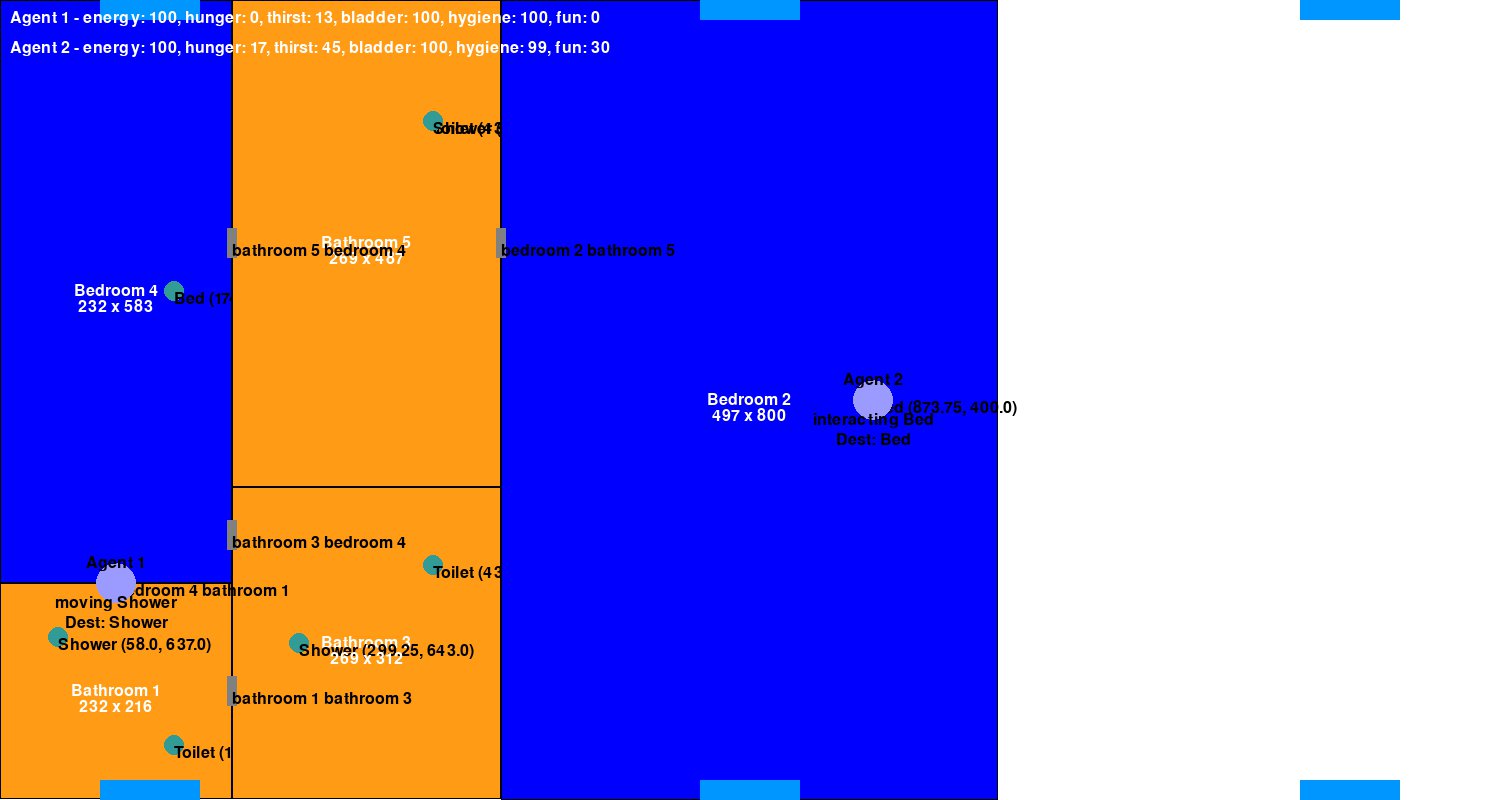 Agent 1 - energy: 100, hunger: 0, thirst: 13, bladder: 100, hygiene: 100, fun: 0
Agent 2 - energy: 100, hunger: 17, thirst: 45, bladder: 100, hygiene: 99, fun: 30
bathroom 5 bedroom 4
Bathroom 5
269 x 487
bedroom 2 bathroom 5
Bedroom 4
232 x 583
Bed (17
Agent 2
Bedroom 2
497 x 800
(873.75, 400.0)
interacting Bed
Dest: Bed
bathroom 3 bedroom 4
Agent 1
Toilet (43
droom 4 bathroom 1
moving Shower
Dest: Shower
Shower (58.0, 637.0)
Bathroom 3
269 x 312
Shower (299.25, 643.0)
Bathroom 1
232 x 216
bathroom 1 bathroom 3
Toilet (1